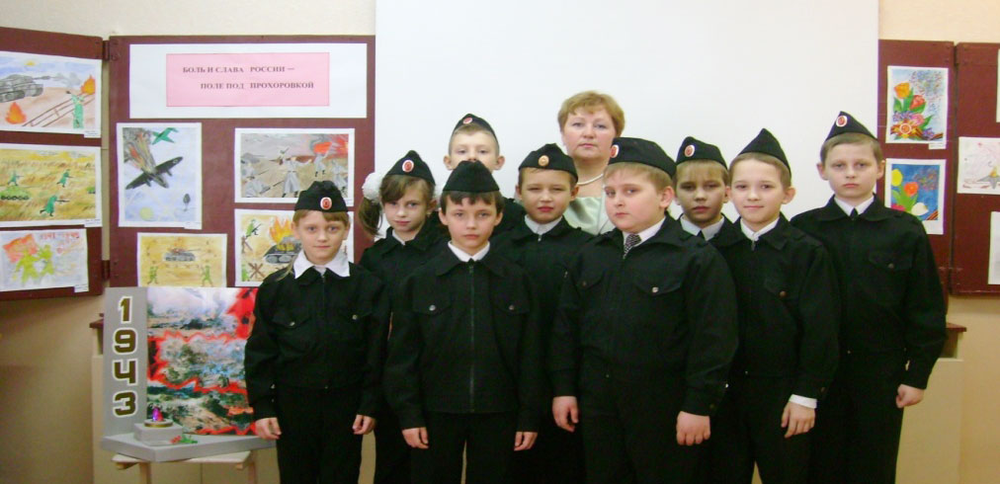 БОЛЬ И СЛАВА РОССИИ —
ПОЛЕ ПОД ПРОХОРОВКОЙ
1943